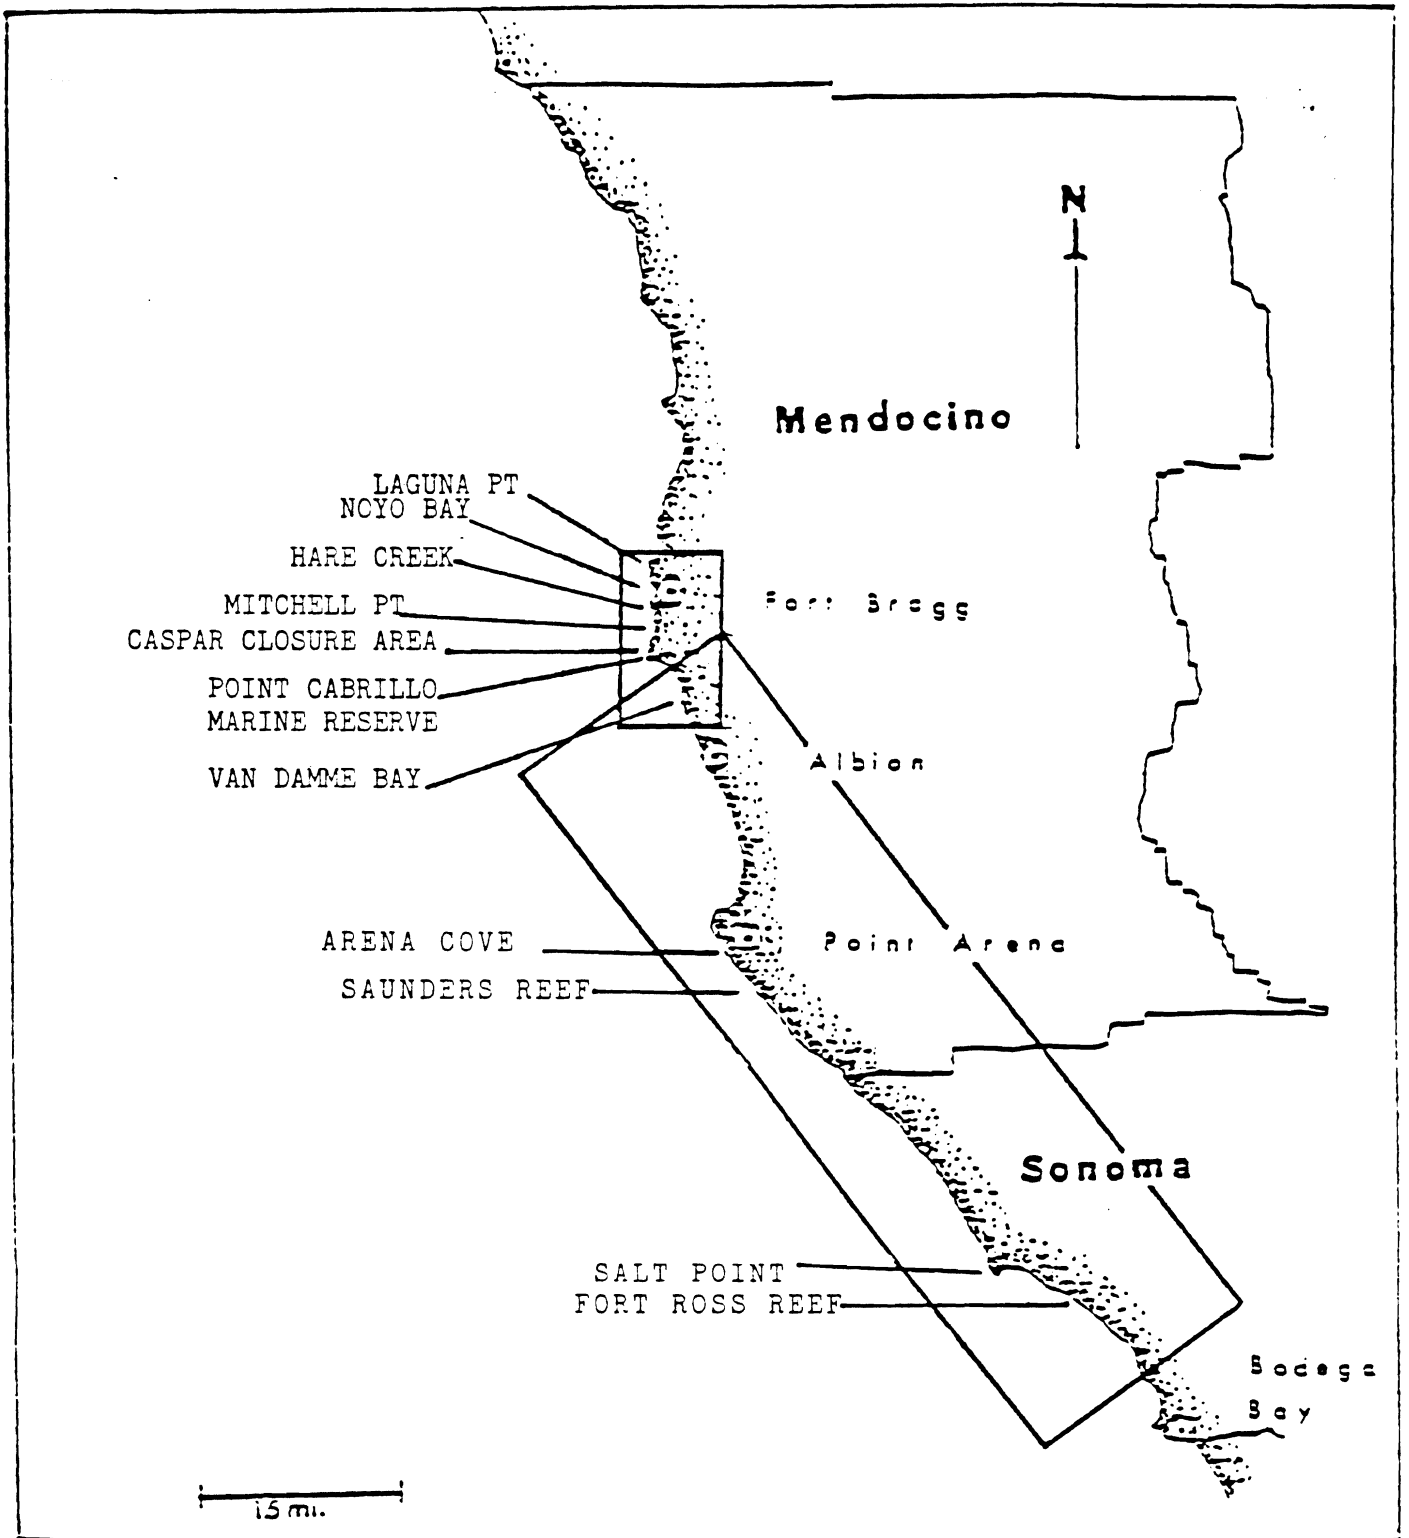 N
Mendocino
LAGUNA PT
NOYO BAY
HARE CREEK
Fort Bragg
MITCHELL PT
CASPAR CLOSURE AREA
POINT CABRILLO
MARINE RESERVE
Albion
VAN DAMME BAY
ARENA COVE
Point Arena
SAUNDERS REEF
Sonoma
SALT POINT
FORT ROSS REEF
Bodega
Bay
15 mi.